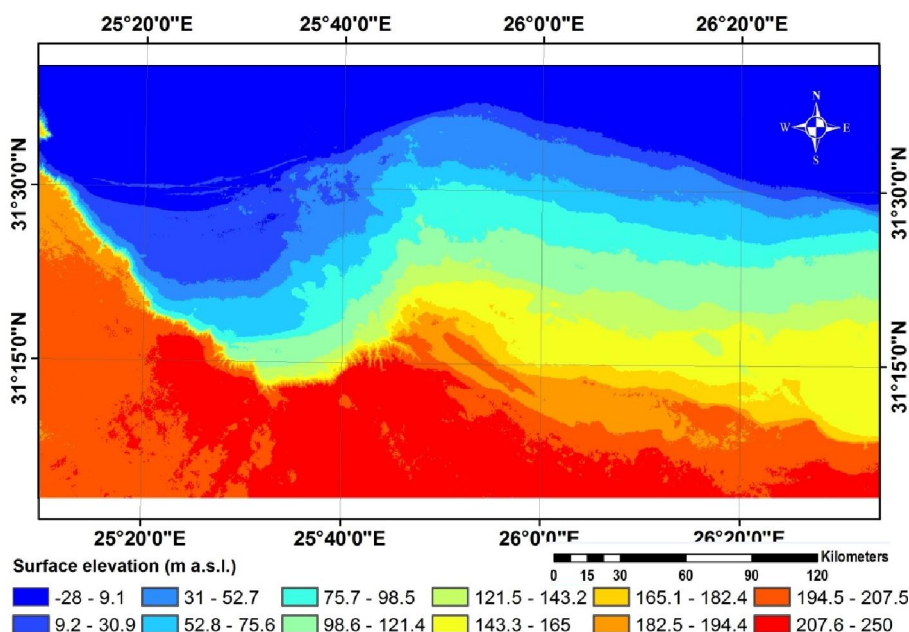 25°20'0"E 25°40'0"E 26°0'0"E 26°20'0"E
N
W E
S
31°30'0"N 31°30'0"N
31°15'0"N 31°15'0"N
25°20'0"E 25°40'0"E 26°0'0"E 26°20'0"E
Surface elevation (m a.s.l.)
Kilometers
0 15 30 60 90 120
-28 - 9.1 31 - 52.7 75.7 - 98.5 121.5 - 143.2 165.1 - 182.4 194.5 - 207.5
9.2 - 30.9 52.8 - 75.6 98.6 - 121.4 143.3 - 165 182.5 - 194.4 207.6 - 250